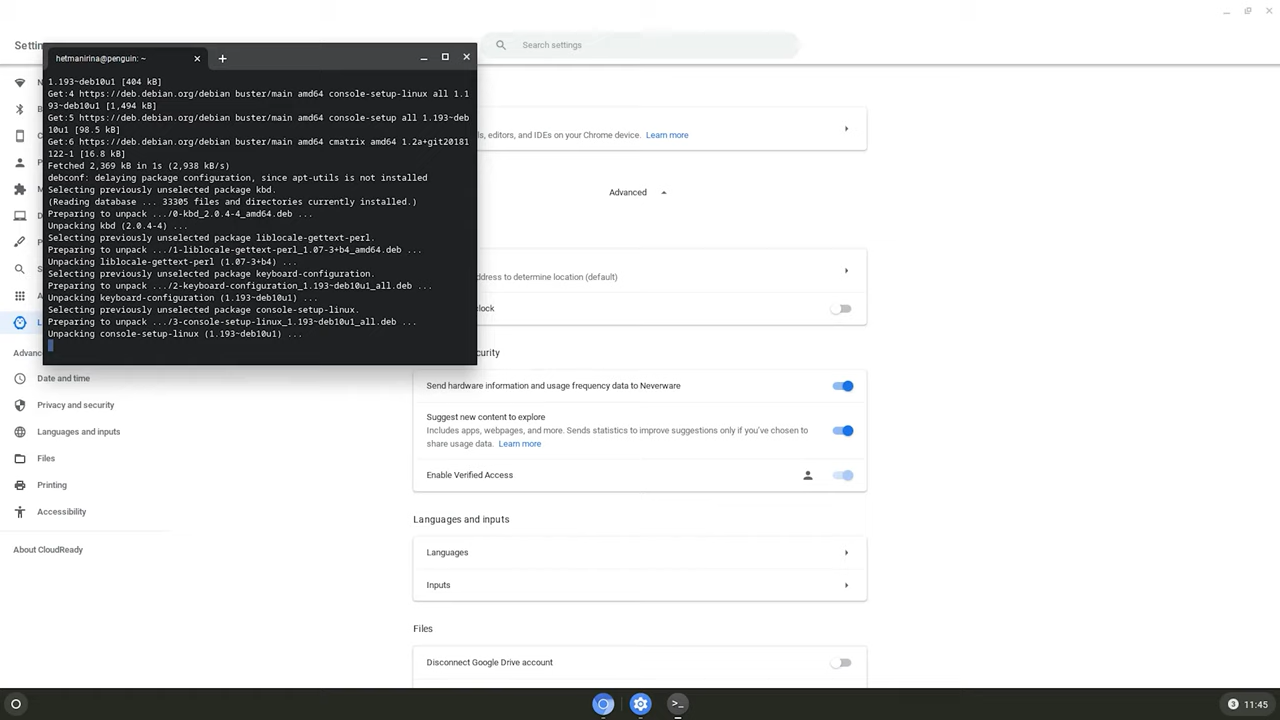 Settin
Search settings
hetmanirina@penguin: ~
1.193~deb10u1 [404 kB]
Get:4 https://deb.debian.org/debian buster/main amd64 console-setup-linux all 1.1
93~deb10u1 [1,494 kB]
Get:5 https://deb.debian.org/debian buster/main amd64 console-setup all 1.193~deb
10u1 [98.5 kB]
Get:6 https://deb.debian.org/debian buster/main amd64 cmatrix amd64 1.2a+git20181
122-1 [16.8 kB]
Fetched 2,369 kB in 1s (2,938 kB/s)
debconf: delaying package configuration, since apt-utils is not installed
Selecting previously unselected package kbd.
(Reading database ... 33305 files and directories currently installed.)
Preparing to unpack .../0-kbd_2.0.4-4_amd64.deb ...
Unpacking kbd (2.0.4-4) ...
Selecting previously unselected package liblocale-gettext-perl.
Preparing to unpack .../1-liblocale-gettext-perl_1.07-3+b4_amd64.deb ...
Unpacking liblocale-gettext-perl (1.07-3+b4) ...
Selecting previously unselected package keyboard-configuration.
Preparing to unpack .../2-keyboard-configuration_1.193~deb10u1_all.deb ...
Unpacking keyboard-configuration (1.193~deb10u1) ...
Selecting previously unselected package console-setup-linux.
Preparing to unpack .../3-console-setup-linux_1.193~deb10u1_all.deb ...
Unpacking console-setup-linux (1.193~deb10u1) ...
ls, editors, and IDEs on your Chrome device. Learn more
Advanced
ddress to determine location (default)
clock
Advance
Date and time
Privacy and security
Languages and inputs
Files
Printing
Accessibility
About CloudReady
curity
Send hardware information and usage frequency data to Neverware
Suggest new content to explore
Includes apps, webpages, and more. Sends statistics to improve suggestions only if you've chosen to
share usage data. Learn more
Enable Verified Access
Languages and inputs
Languages
Inputs
Files
Disconnect Google Drive account
3 11:45